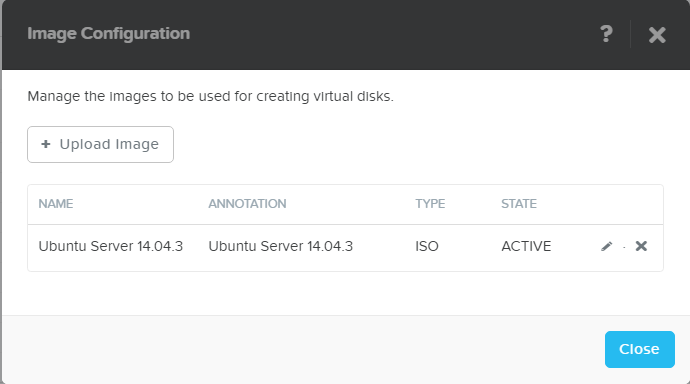 Image Configuration
?
Manage the images to be used for creating virtual disks.
+ Upload Image
NAME ANNOTATION TYPE STATE
Ubuntu Server 14.04.3 Ubuntu Server 14.04.3 ISO ACTIVE
Close